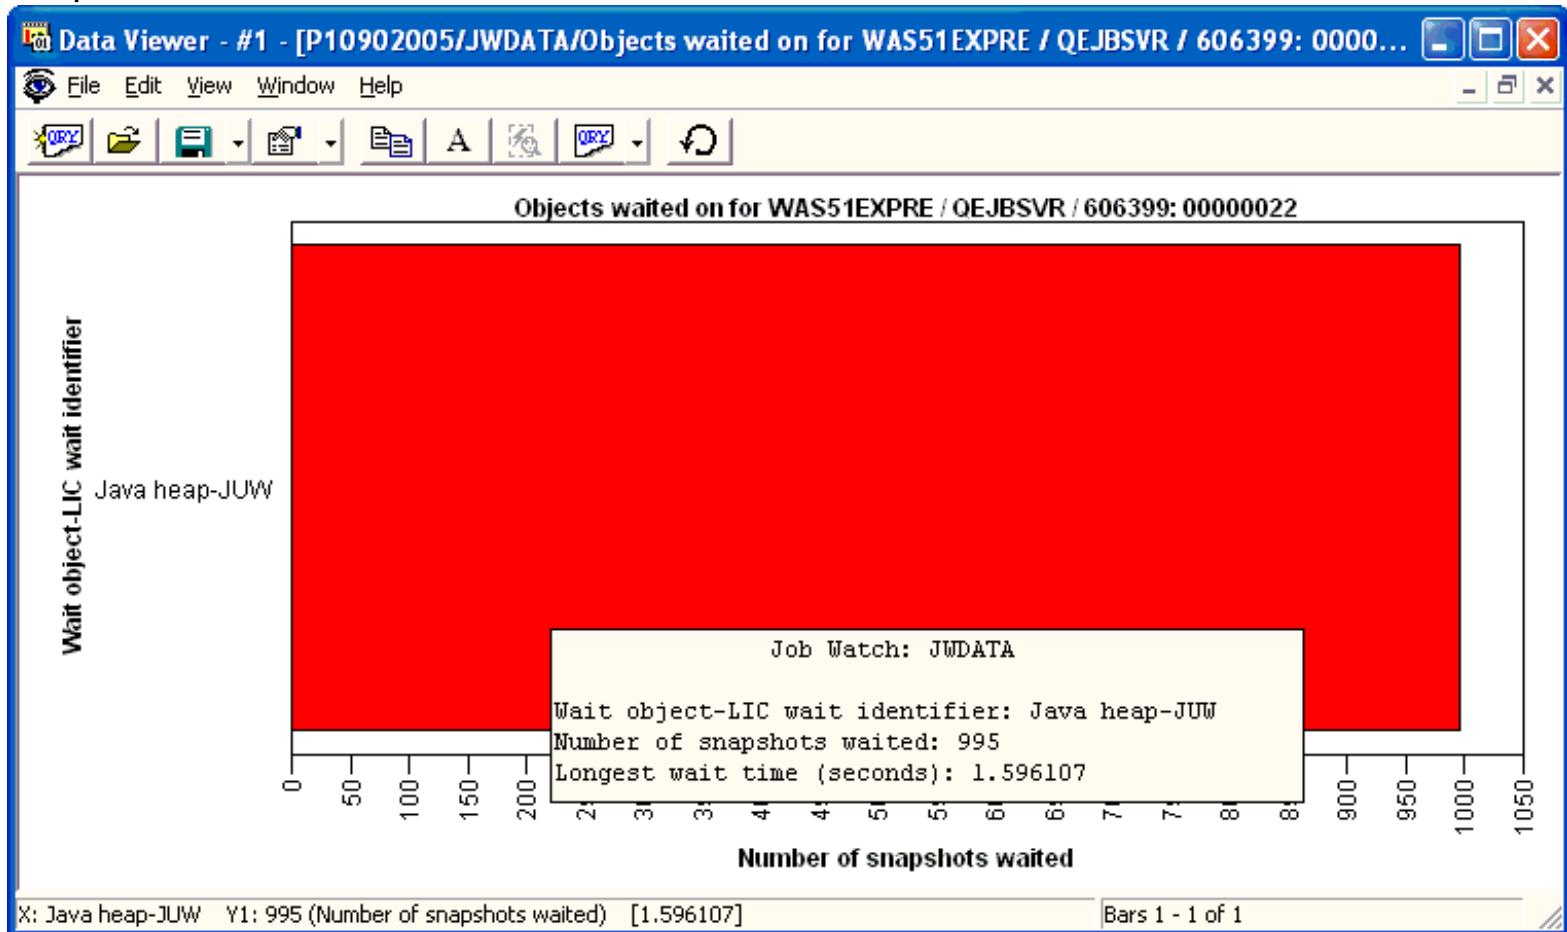 Data Viewer - #1 - [P10902005/JWDATA/Objects waited on for WAS51EXPRE / QEJBSVR / 606399: 0000...
File Edit View Window Help
QRY A QRY
Objects waited on for WAS51EXPRE / QEJBSVR / 606399: 00000022
Wait object-LIC wait identifier
Java heap-JUW
Job Watch: JWDATA
Wait object-LIC wait identifier: Java heap-JUW
Number of snapshots waited: 995
Longest wait time (seconds): 1.596107
0 50 100 150 200 900 950 1000 1050
Number of snapshots waited
X: Java heap-JUW Y1: 995 (Number of snapshots waited) [1.596107] Bars 1 - 1 of 1